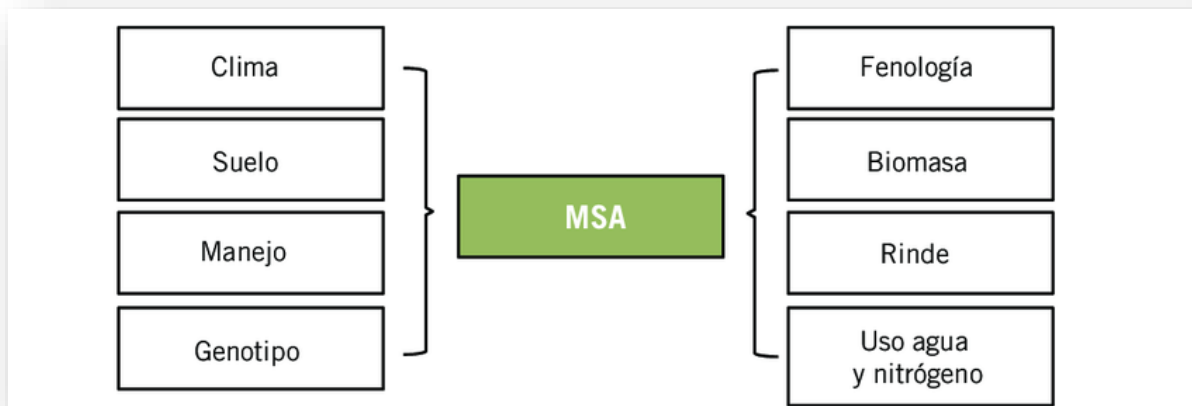 Clima
Suelo
Manejo
Genotipo
MSA
Fenología
Biomasa
Rinde
Uso agua
y nitrógeno